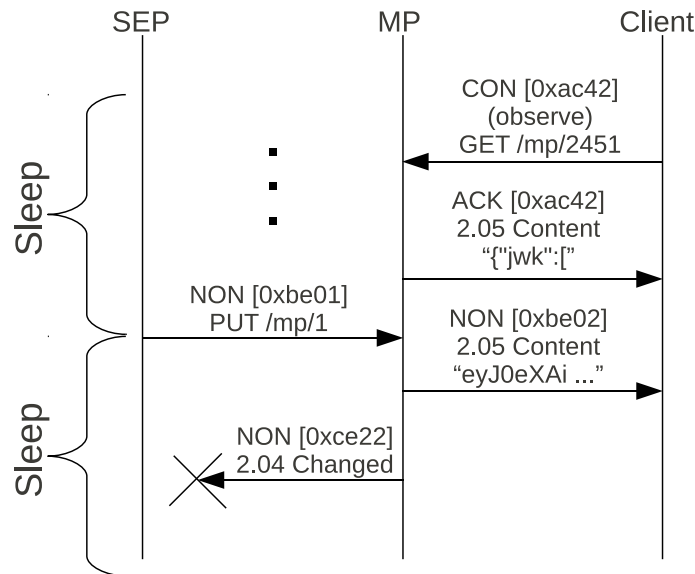 SEP
MP
Client
CON [0xac42]
(observe)
GET /mp/2451
Sleep
ACK [0xac42]
2.05 Content
“{"jwk":[”
NON [0xbe01]
PUT /mp/1
NON [0xbe02]
2.05 Content
“eyJ0eXAi ...”
Sleep
NON [0xce22]
2.04 Changed